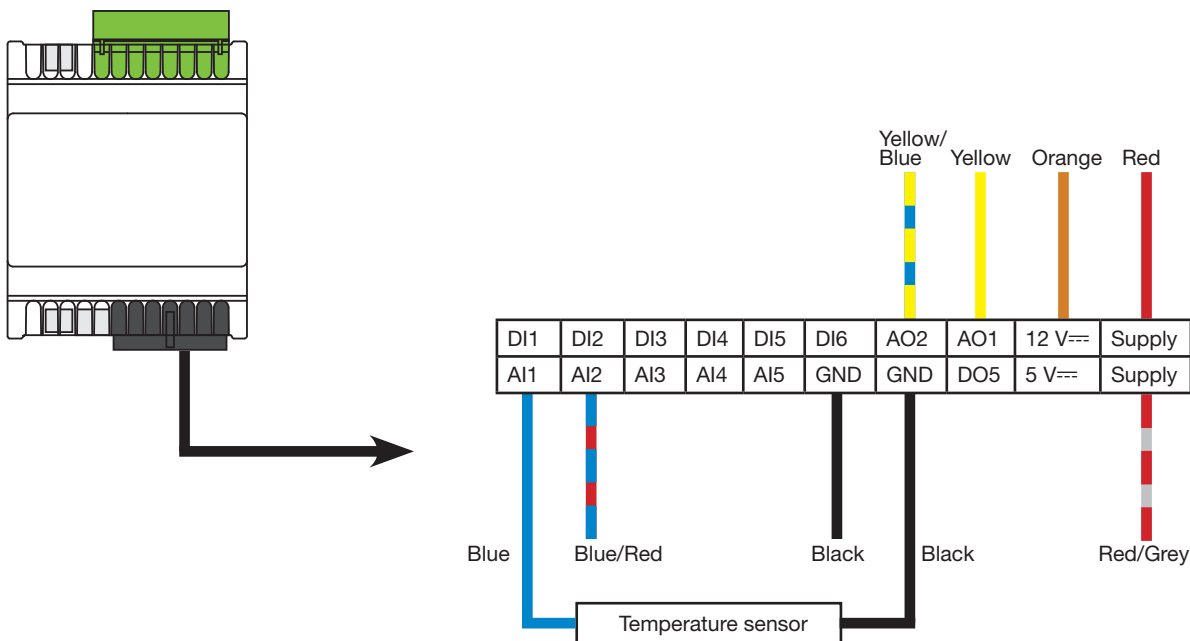 Yellow/
Blue Yellow Orange Red
DI1 DI2 DI3 DI4 DI5 DI6 AO2 AO1 12 V⎓ Supply
AI1 AI2 AI3 AI4 AI5 GND GND DO5 5 V⎓ Supply
Blue Blue/Red Black Black Red/Grey
Temperature sensor